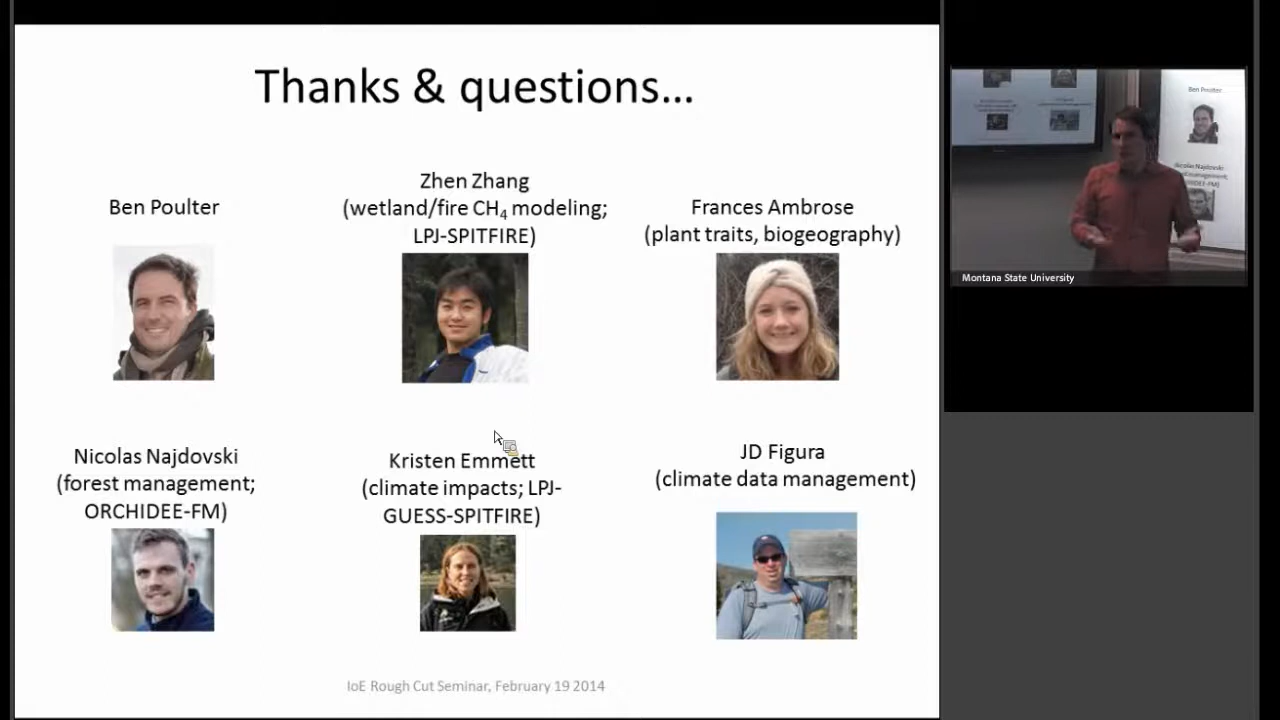 Thanks & questions...
Ben Poulter
Zhen Zhang
(wetland/fire CH₄ modeling;
LPJ-SPITFIRE)
Frances Ambrose
(plant traits, biogeography)
Nicolas Najdovski
(forest management;
ORCHIDEE-FM)
Kristen Emmett
(climate impacts; LPJ-
GUESS-SPITFIRE)
JD Figura
(climate data management)
IoE Rough Cut Seminar, February 19 2014
Ben Poulter
Nicolas Najdovski
Montana State University